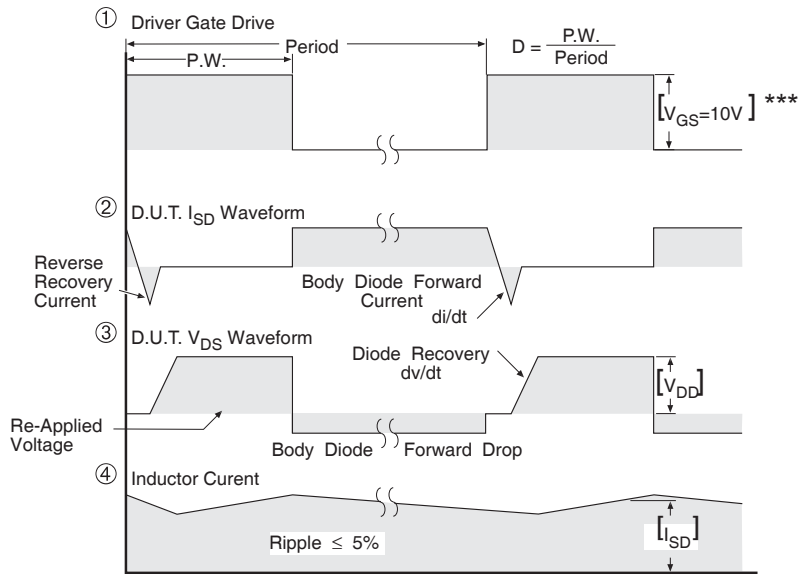 ① Driver Gate Drive
Period
P.W.
D = P.W. / Period
[VGS=10V] ***
② D.U.T. ISD Waveform
Reverse
Recovery
Current
Body Diode Forward
Current
di/dt
③ D.U.T. VDS Waveform
Diode Recovery
dv/dt
[VDD]
Re-Applied
Voltage
Body Diode Forward Drop
④ Inductor Curent
Ripple ≤ 5%
[ISD]